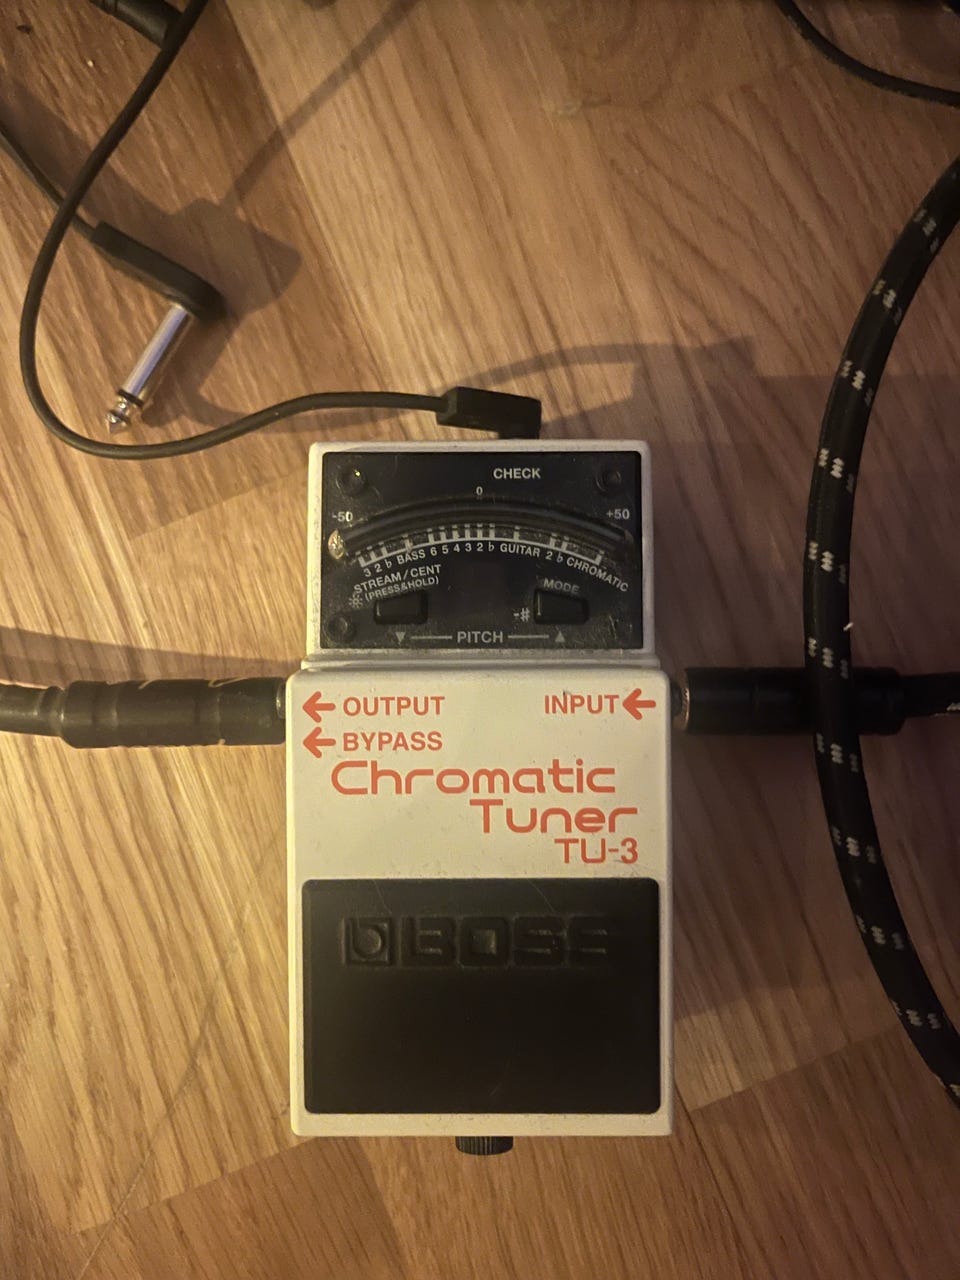 CHECK
0
-50 +50
3 2 ♭ BASS 6 5 4 3 2 ♭ GUITAR 2 ♭ CHROMATIC
STREAM/CENT
(PRESS&HOLD)
MODE
-#
▼ PITCH ▲
← OUTPUT INPUT ←
← BYPASS
Chromatic
Tuner
TU-3
BOSS